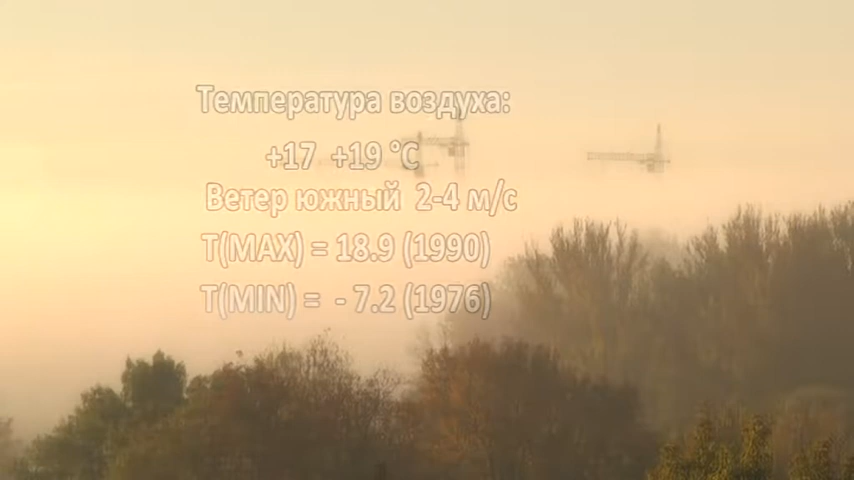 Температура воздуха:
+17 +19 °С
Ветер южный 2-4 м/с
T(MAX) = 18.9 (1990)
T(MIN) = - 7.2 (1976)